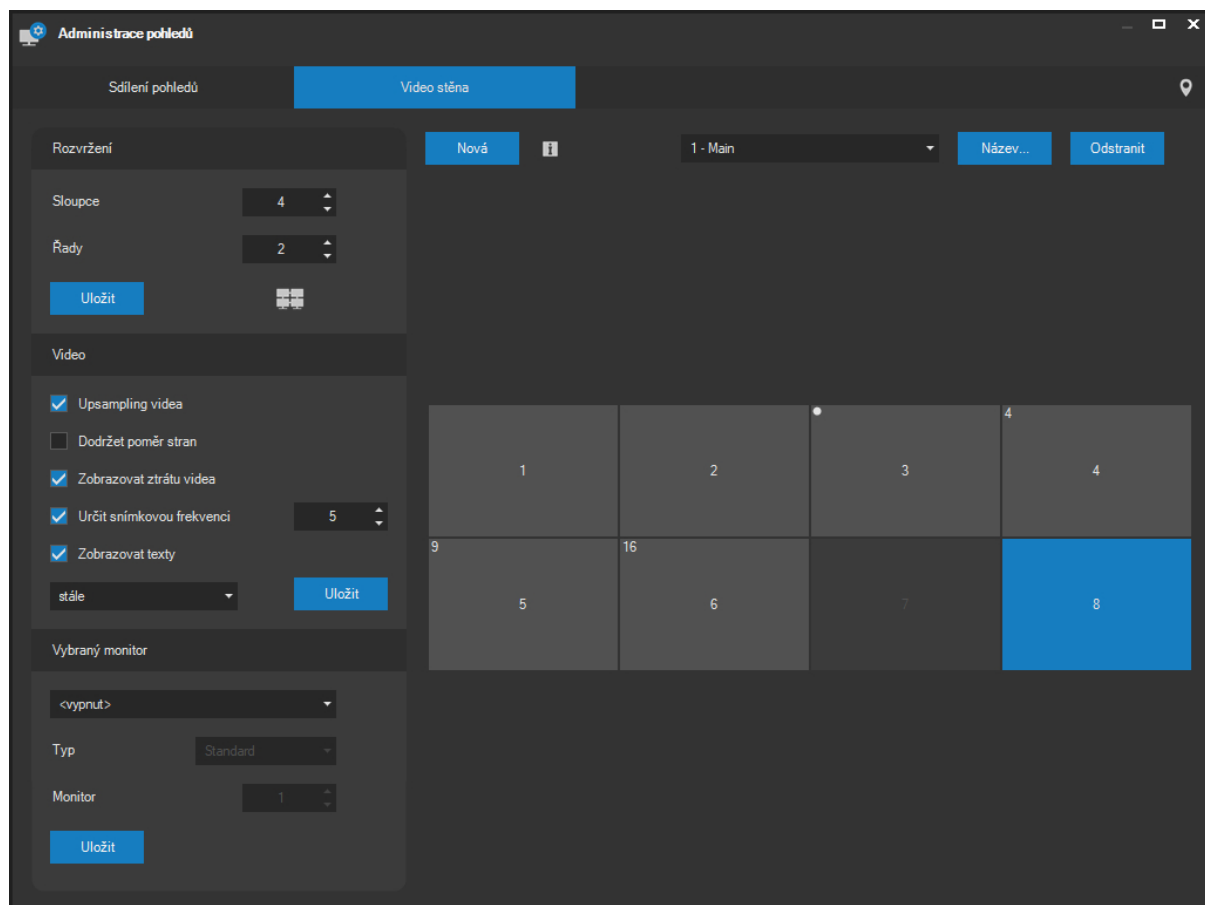 Administrace pohledů
Sdílení pohledů
Video stěna
Rozvržení
Sloupce 4
Řady 2
Uložit
Video
Upsampling videa
Dodržet poměr stran
Zobrazovat ztrátu videa
Určit snímkovou frekvenci 5
Zobrazovat texty
stále Uložit
Vybraný monitor
<vypnut>
Typ Standard
Monitor 1
Uložit
Nová i 1 - Main Název... Odstranit
4
1 2 3 4
9 16
5 6 7 8